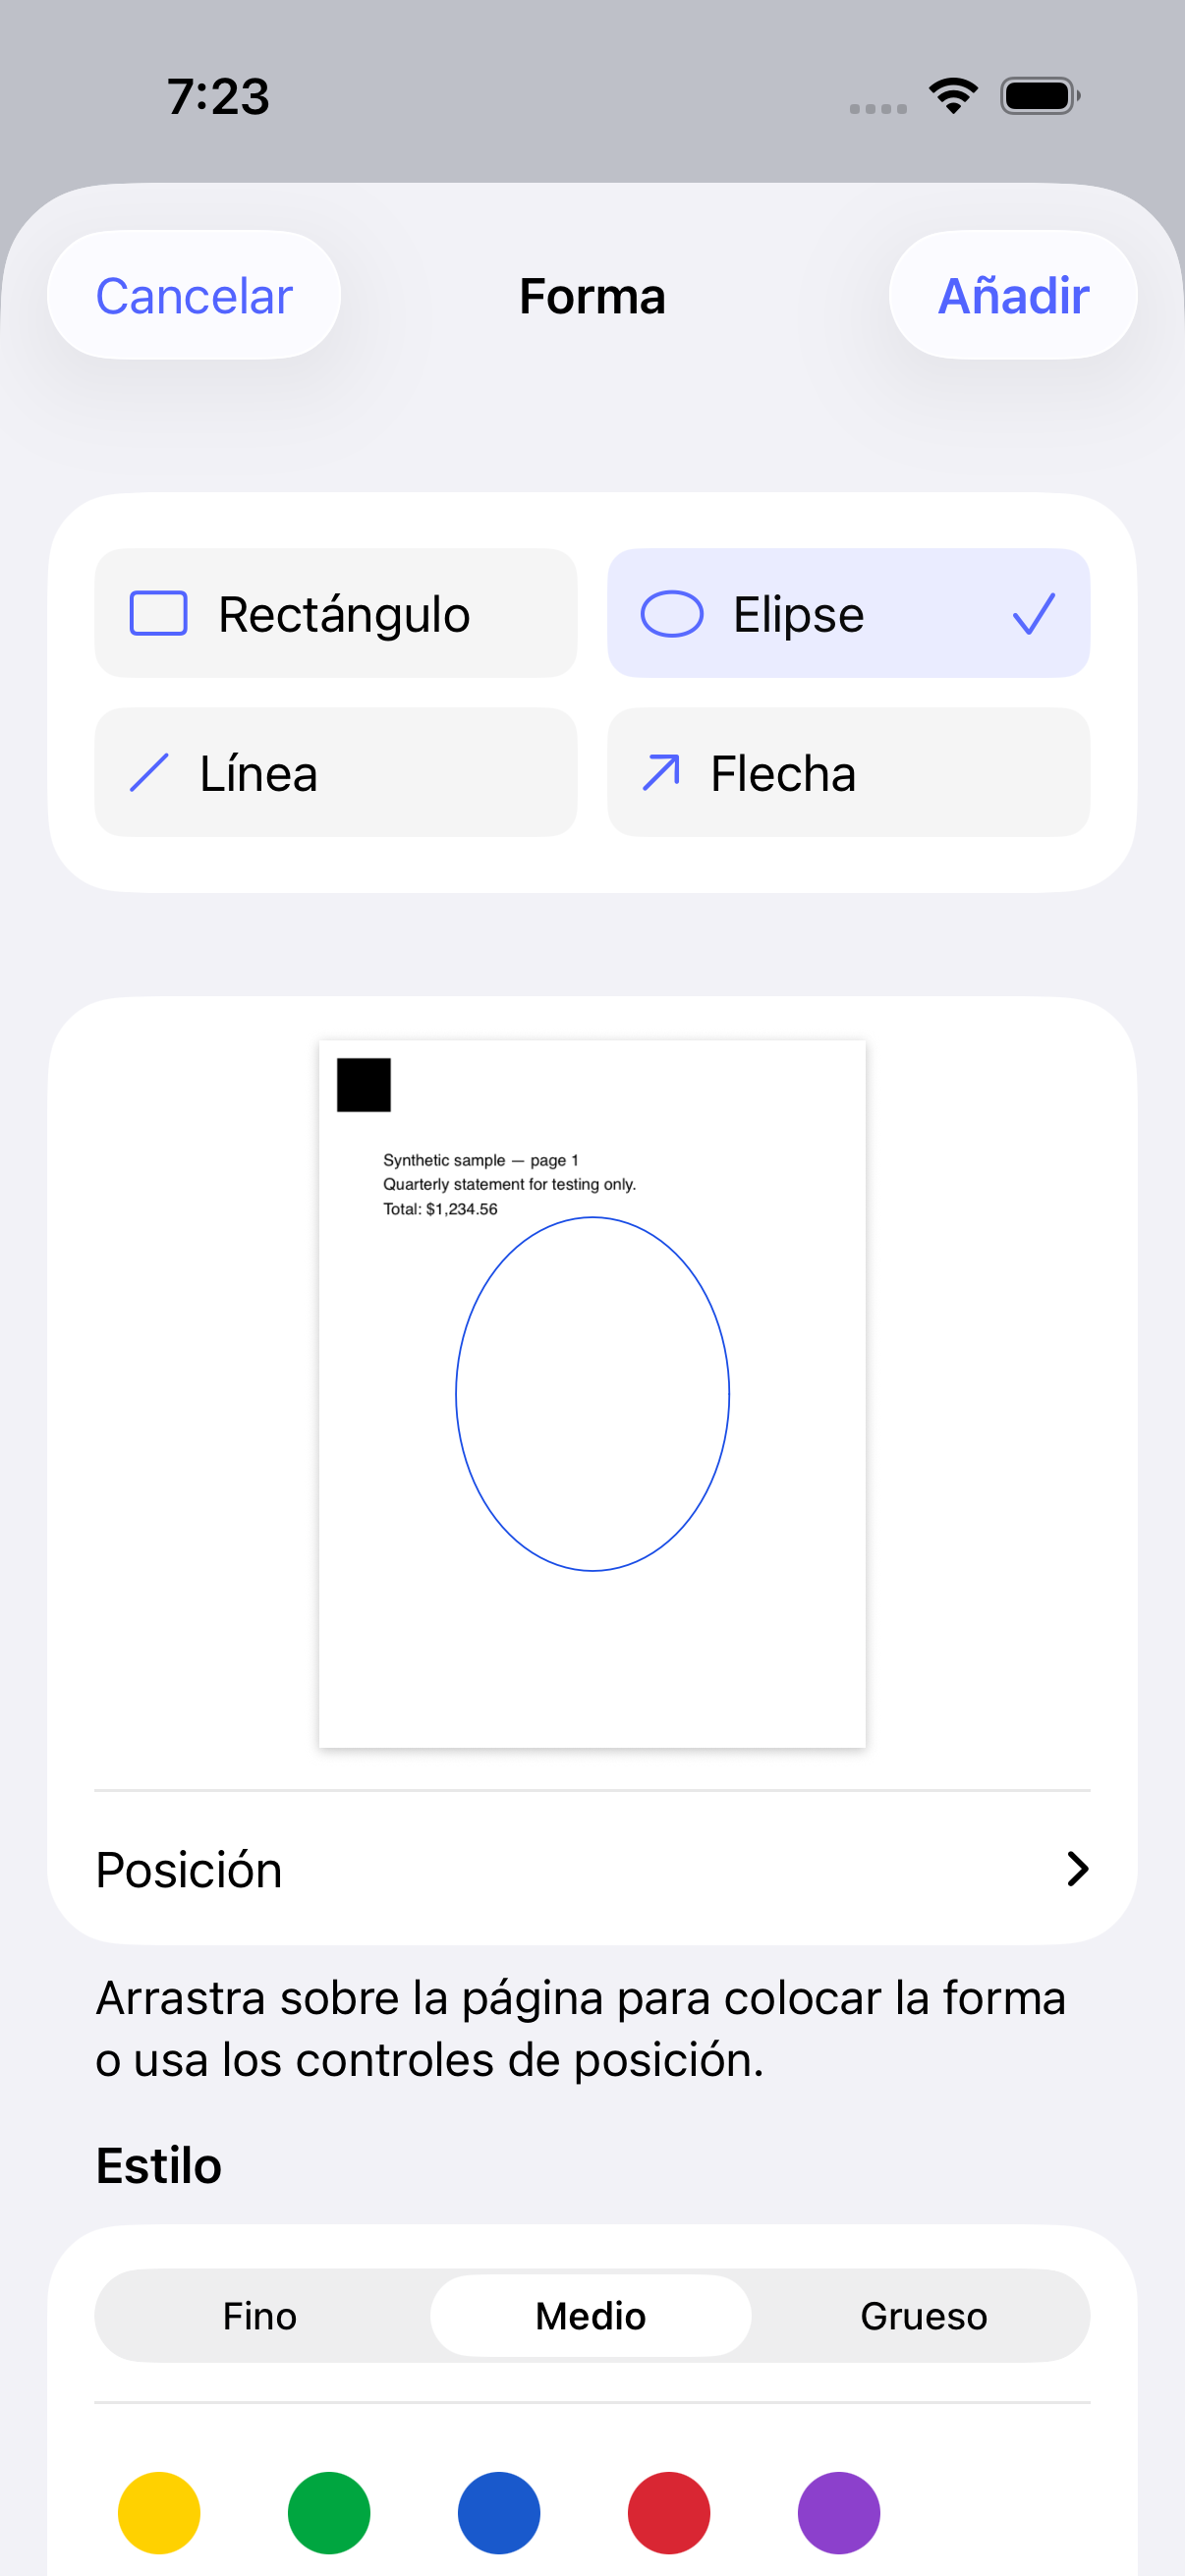 7:23
Cancelar
Forma
Añadir
Rectángulo
Elipse
Línea
Flecha
Synthetic sample — page 1
Quarterly statement for testing only.
Total: $1,234.56
Posición
Arrastra sobre la página para colocar la forma
o usa los controles de posición.
Estilo
Fino
Medio
Grueso